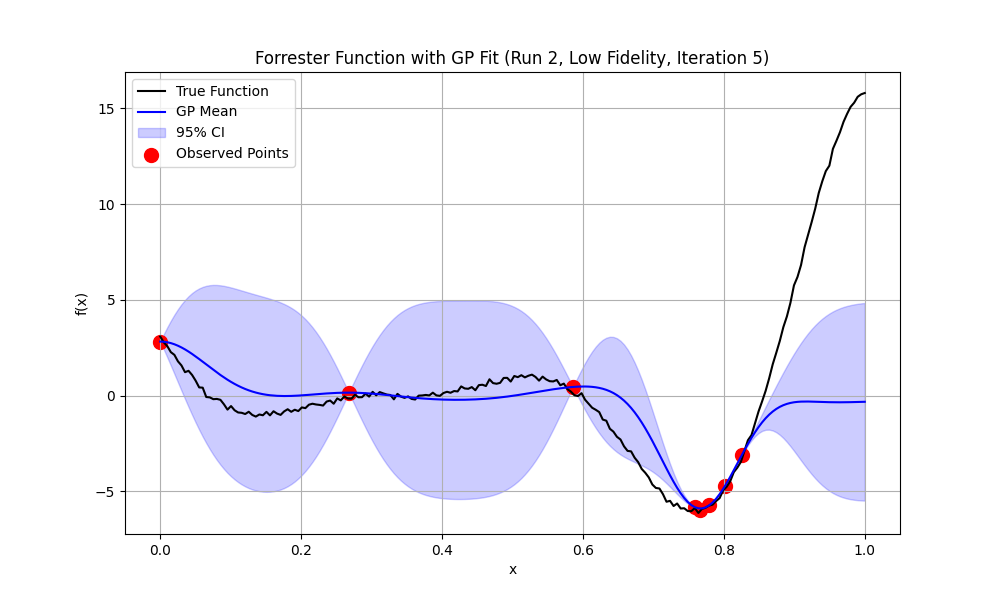 Forrester Function with GP Fit (Run 2, Low Fidelity, Iteration 5)
True Function
GP Mean
95% CI
Observed Points
f(x)
15
10
5
0
−5
0.0 0.2 0.4 0.6 0.8 1.0
x